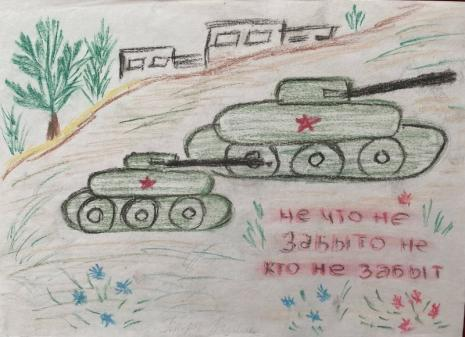 не что не
забыто не
кто не забыт